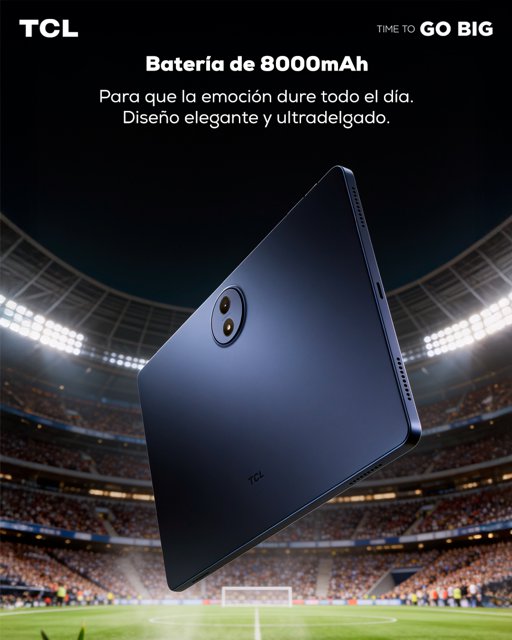 TCL
TIME TO GO BIG
Batería de 8000mAh
Para que la emoción dure todo el día.
Diseño elegante y ultradelgado.
TCL